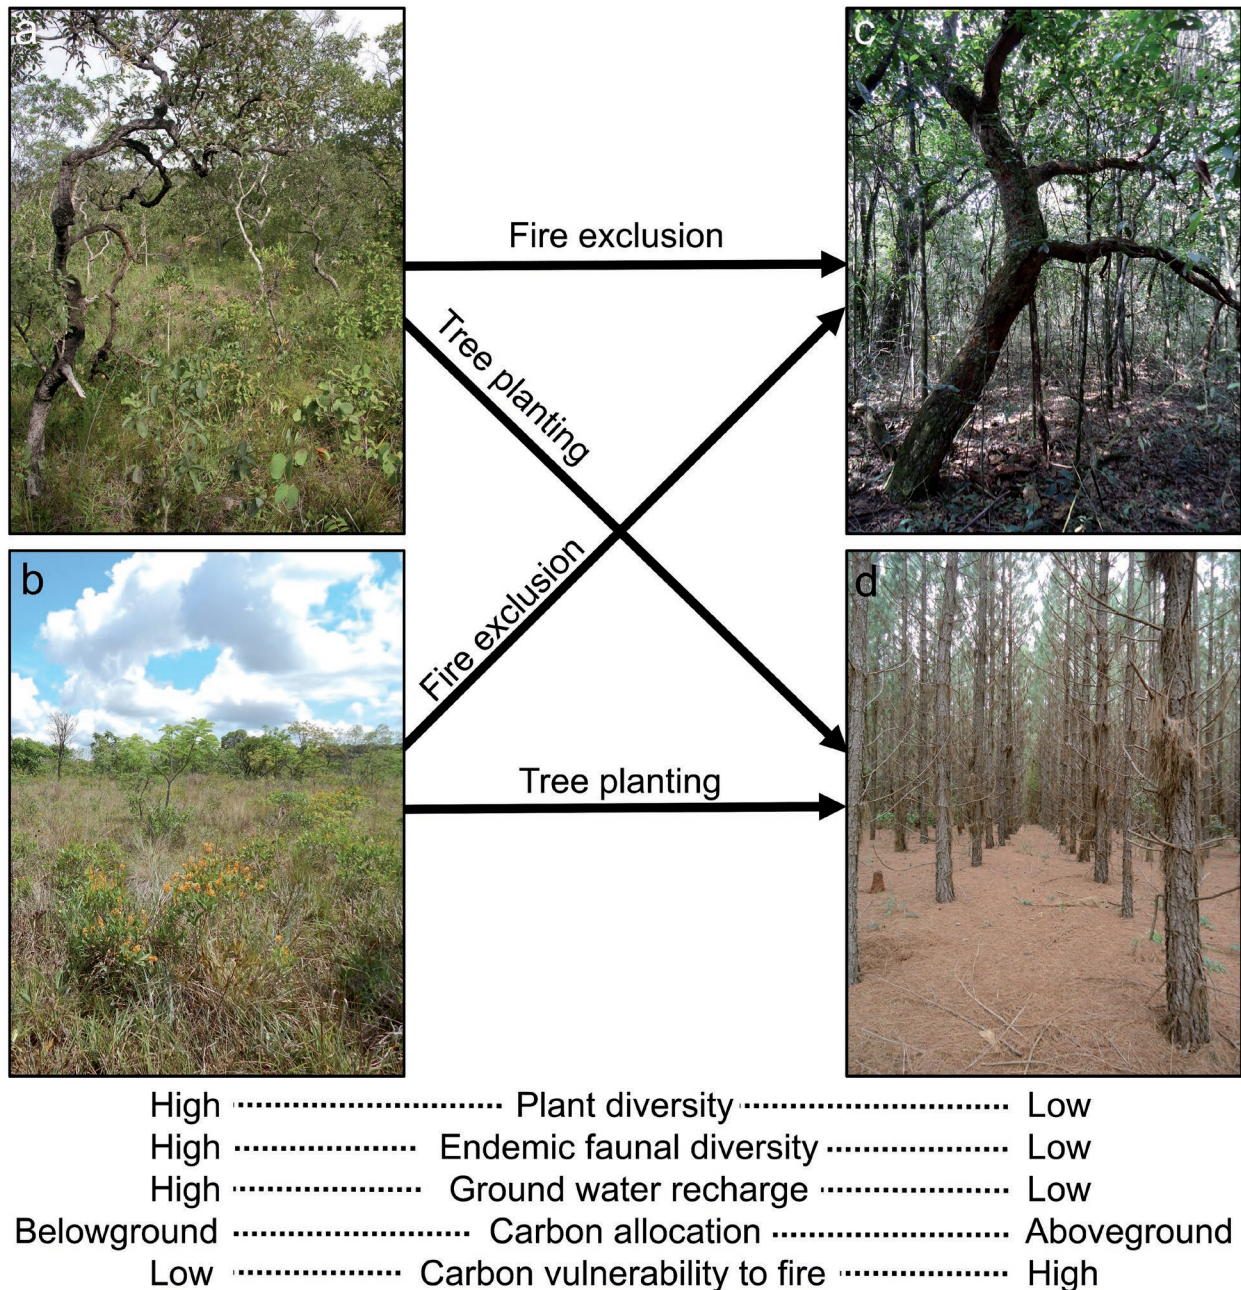 a
c
Fire exclusion
Tree planting
Fire exclusion
b
d
Tree planting
High Plant diversity Low
High Endemic faunal diversity Low
High Ground water recharge Low
Belowground Carbon allocation Aboveground
Low Carbon vulnerability to fire High